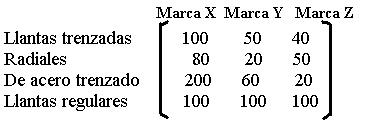 Marca X Marca Y Marca Z
Llantas trenzadas 100 50 40
Radiales 80 20 50
De acero trenzado 200 60 20
Llantas regulares 100 100 100